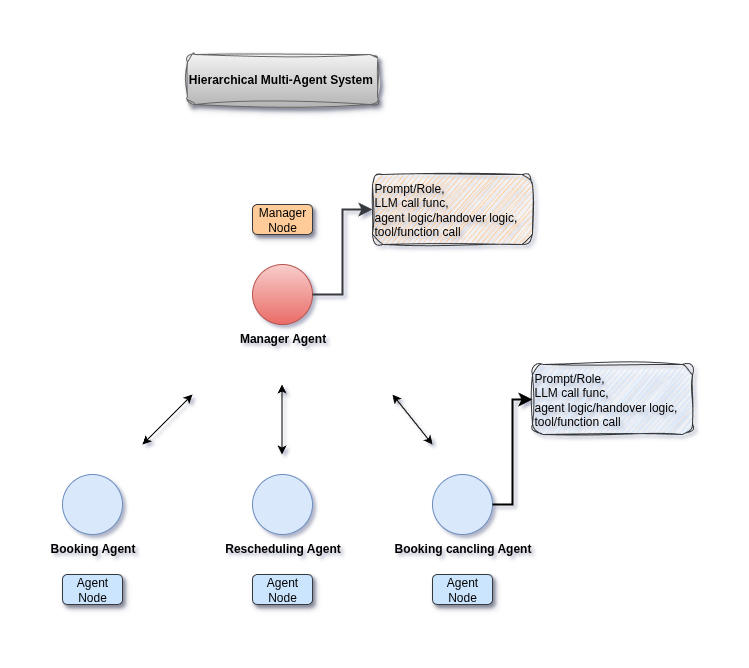 Hierarchical Multi-Agent System
Prompt/Role,
LLM call func,
agent logic/handover logic,
tool/function call
Manager
Node
Manager Agent
Prompt/Role,
LLM call func,
agent logic/handover logic,
tool/function call
Booking Agent
Rescheduling Agent
Booking cancling Agent
Agent
Node
Agent
Node
Agent
Node